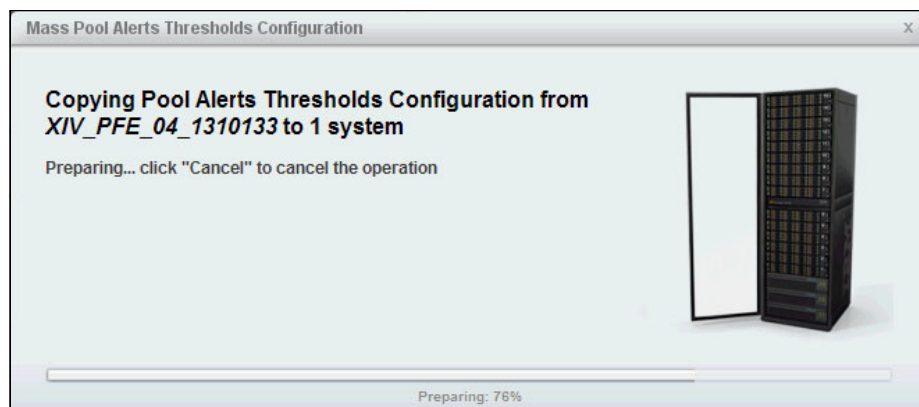 Mass Pool Alerts Thresholds Configuration
x
Copying Pool Alerts Thresholds Configuration from
XIV_PFE_04_1310133 to 1 system
Preparing... click "Cancel" to cancel the operation
Preparing: 76%